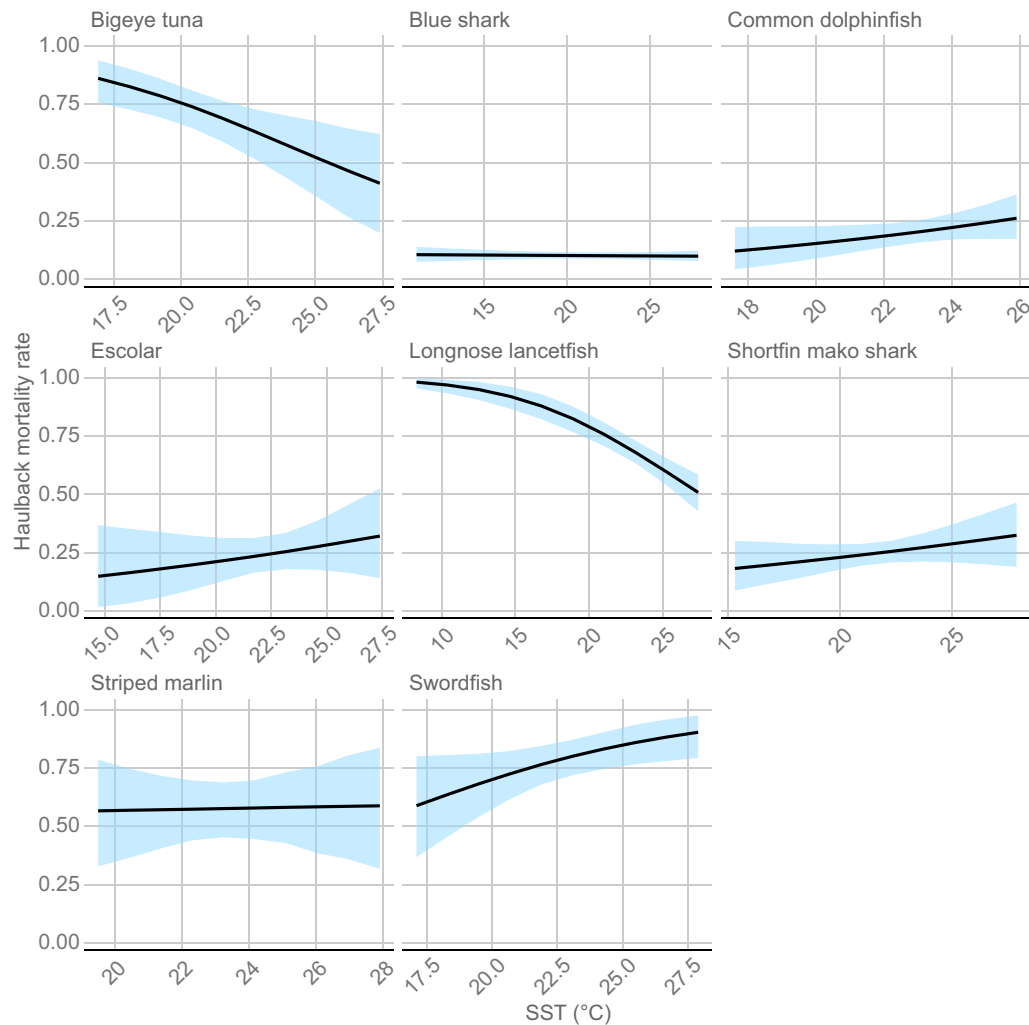 Bigeye tuna
Blue shark
Common dolphinfish
1.00
0.75
0.50
0.25
0.00
17.5 20.0 22.5 25.0 27.5
15 20 25
18 20 22 24 26
Haulback mortality rate
Escolar
Longnose lancetfish
Shortfin mako shark
1.00
0.75
0.50
0.25
0.00
15.0 17.5 20.0 22.5 25.0 27.5
10 15 20 25
15 20 25
Striped marlin
Swordfish
1.00
0.75
0.50
0.25
0.00
20 22 24 26 28
17.5 20.0 22.5 25.0 27.5
SST (°C)